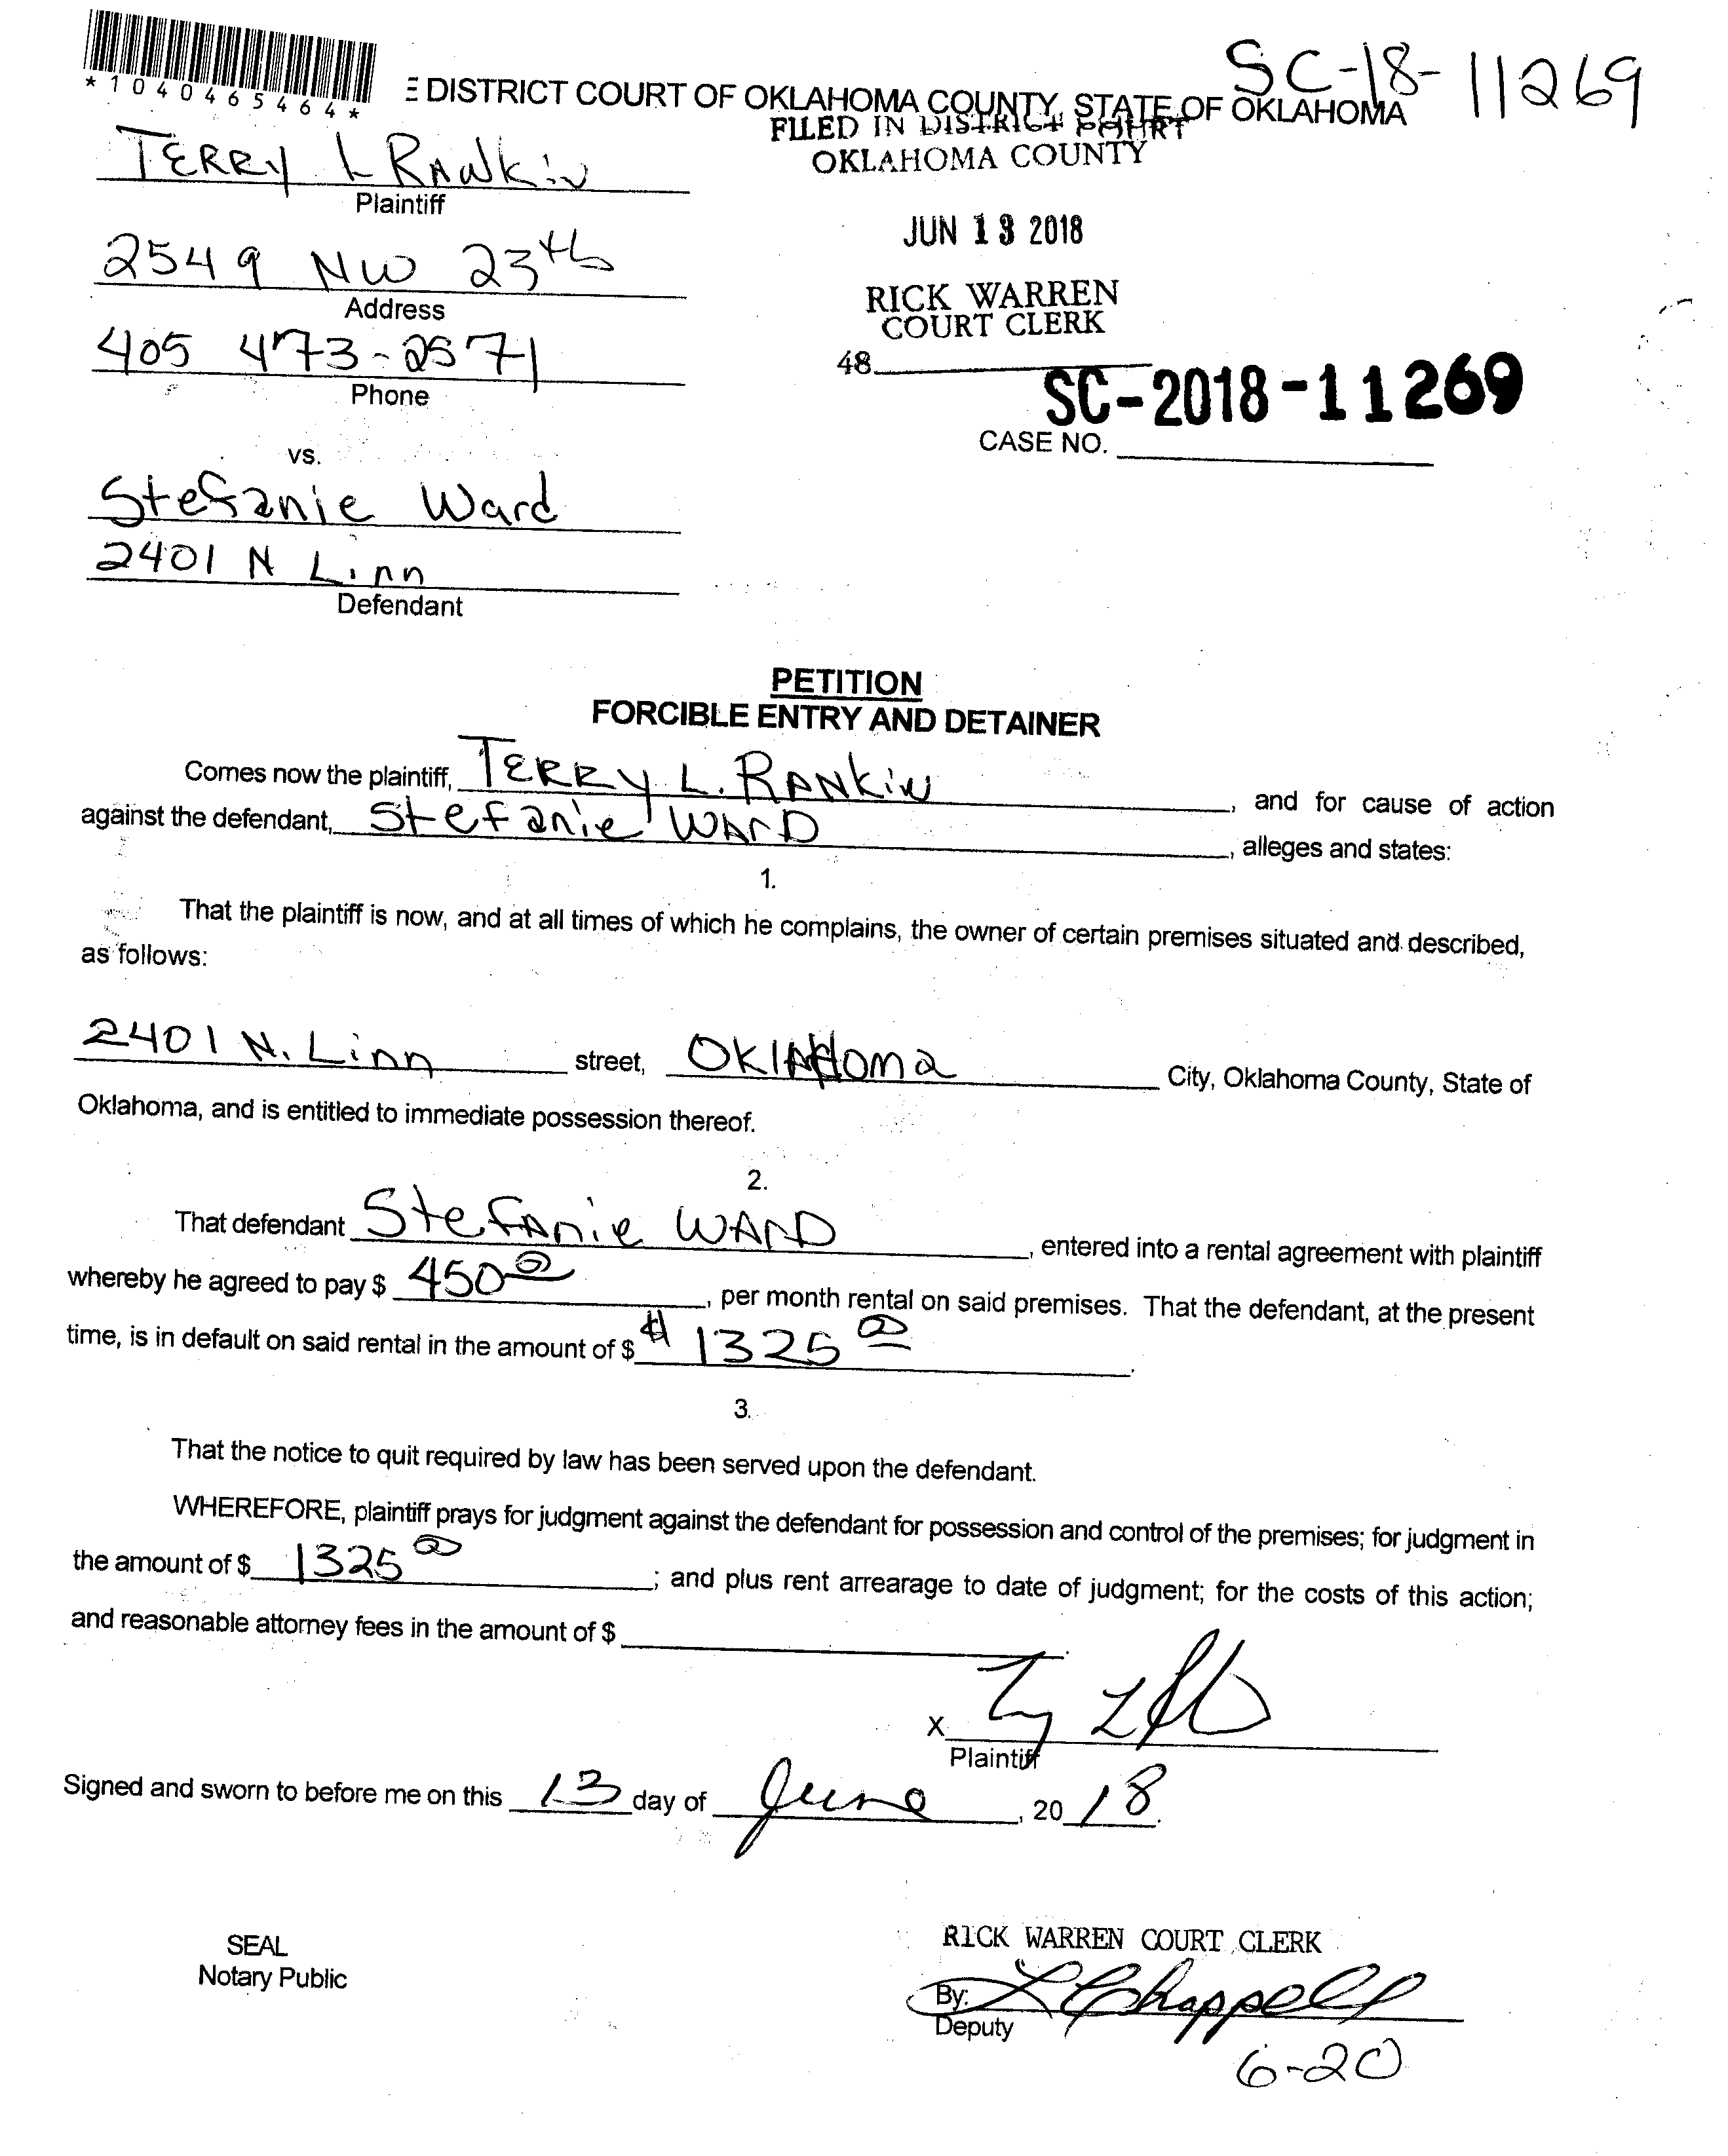 SC-18-11269
*1040465464*
E DISTRICT COURT OF OKLAHOMA COUNTY, STATE OF OKLAHOMA
FILED IN DISTRICT COURT
OKLAHOMA COUNTY
TERRY L RANKIN
Plaintiff
JUN 13 2018
2549 NW 23th
Address
RICK WARREN
COURT CLERK
405 473-2571
Phone
48
SC-2018-11269
CASE NO.
vs.
Stefanie Ward
2401 N Linn
Defendant
PETITION
FORCIBLE ENTRY AND DETAINER
Comes now the plaintiff, TERRY L. RANKIN, and for cause of action
against the defendant, Stefanie WARD, alleges and states:
1.
That the plaintiff is now, and at all times of which he complains, the owner of certain premises situated and described,
as follows:
2401 N. Linn street, OKlAHoma City, Oklahoma County, State of
Oklahoma, and is entitled to immediate possession thereof.
2.
That defendant StefAnie WARD, entered into a rental agreement with plaintiff
whereby he agreed to pay $ 450 00, per month rental on said premises. That the defendant, at the present
time, is in default on said rental in the amount of $ $ 1325 00.
3.
That the notice to quit required by law has been served upon the defendant.
WHEREFORE, plaintiff prays for judgment against the defendant for possession and control of the premises; for judgment in
the amount of $ 1325 00; and plus rent arrearage to date of judgment; for the costs of this action;
and reasonable attorney fees in the amount of $ .
X
Plaintiff
Signed and sworn to before me on this 13 day of June, 20 18.
SEAL
Notary Public
RICK WARREN COURT CLERK
By: L Chappell
Deputy
6-20